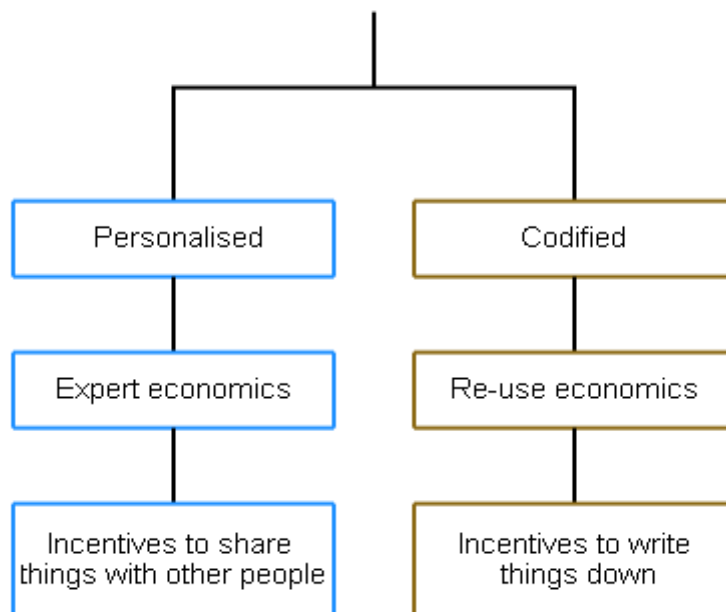 Personalised
Codified
Expert economics
Re-use economics
Incentives to share
things with other people
Incentives to write
things down